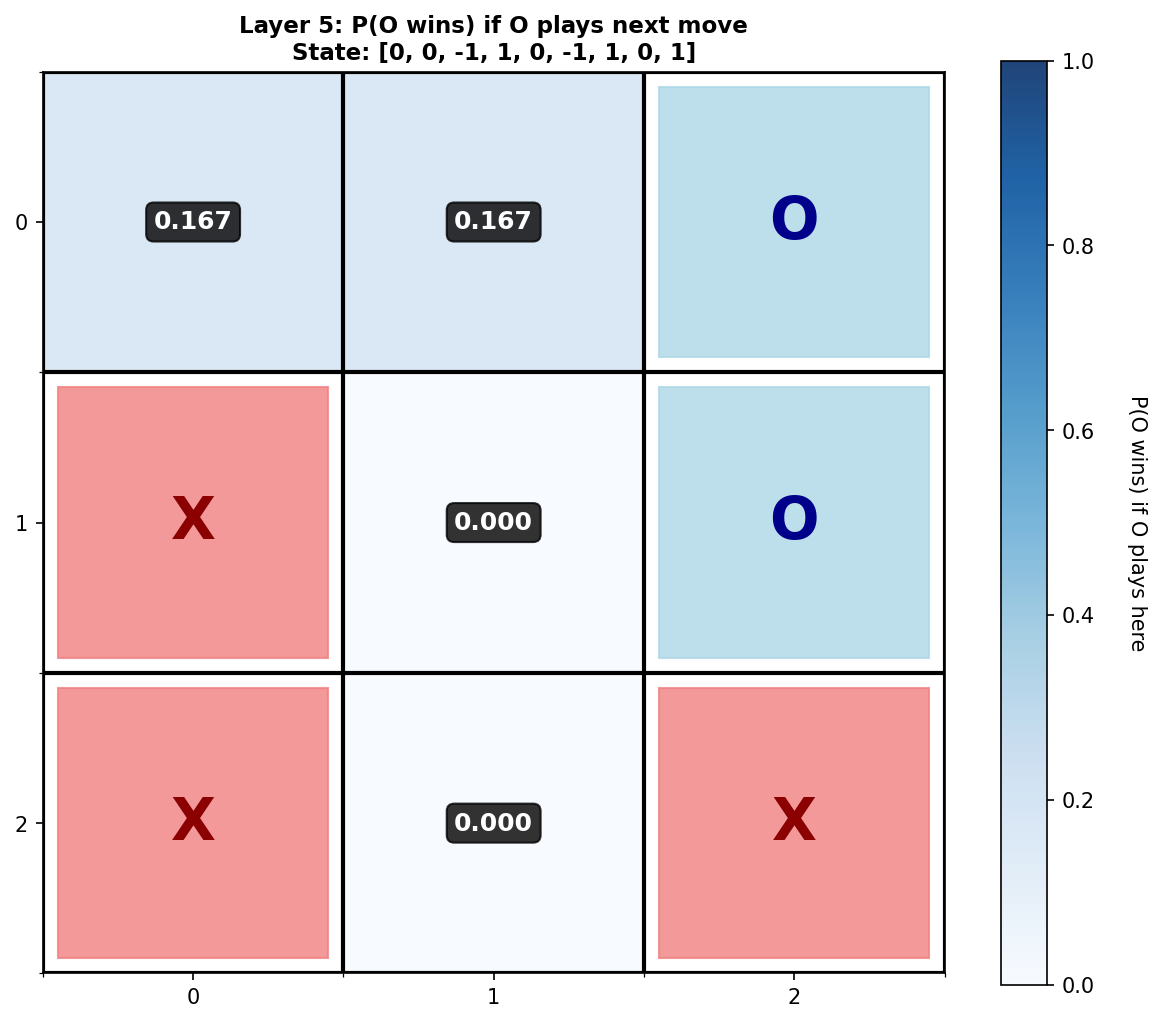 Layer 5: P(O wins) if O plays next move
State: [0, 0, -1, 1, 0, -1, 1, 0, 1]
0
0.167
0.167
O
1
X
0.000
O
2
X
0.000
X
0
1
2
1.0
0.8
0.6
0.4
0.2
0.0
P(O wins) if O plays here